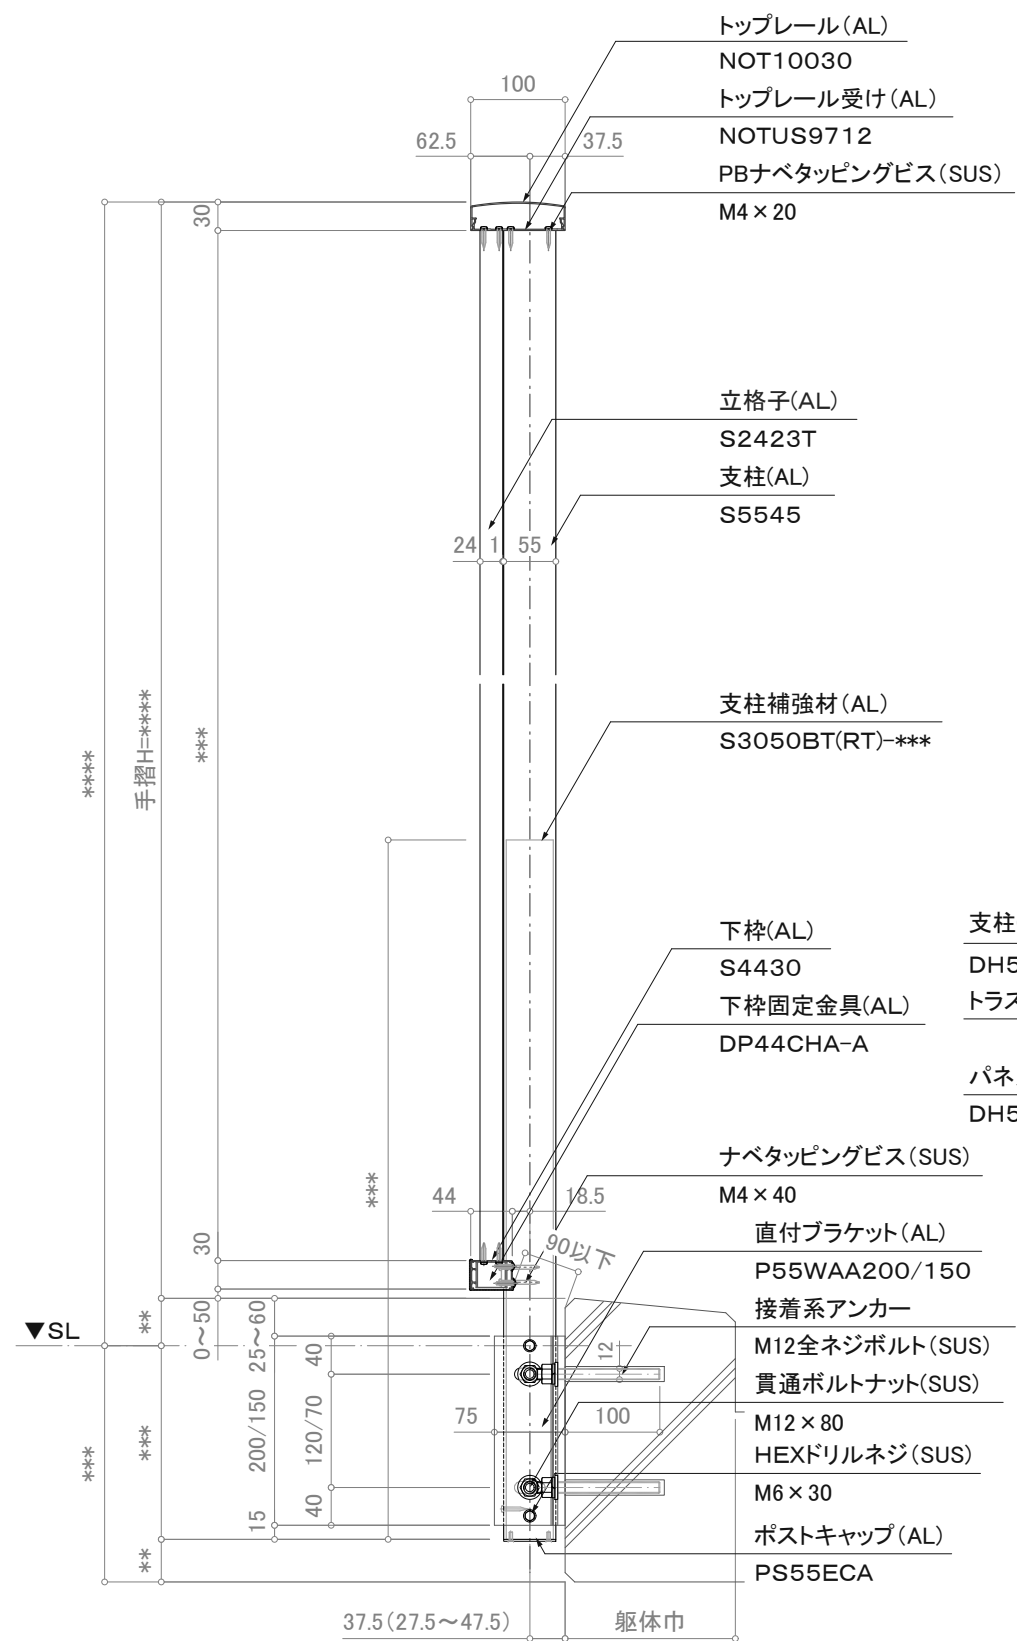 トップレール(AL)
NOT10030
100
トップレール受け(AL)
NOTUS9712
62.5
37.5
PBナベタッピングビス(SUS)
M4×20
30
立格子(AL)
S2423T
支柱(AL)
S5545
24 1 55
支柱補強材(AL)
S3050BT(RT)-***
****
手摺H=****
***
下枠(AL)
S4430
下枠固定金具(AL)
DP44CHA-A
支柱
DH5
トラス
パネ
DH5
ナベタッピングビス(SUS)
M4×40
***
44
18.5
90以下
30
直付ブラケット(AL)
P55WAA200/150
接着系アンカー
M12全ネジボルト(SUS)
貫通ボルトナット(SUS)
M12×80
HEXドリルネジ(SUS)
M6×30
ポストキャップ(AL)
PS55ECA
▼SL
**
0~50
25~60
40
12
75
100
200/150
120/70
***
***
15
40
**
37.5(27.5~47.5)
躯体巾